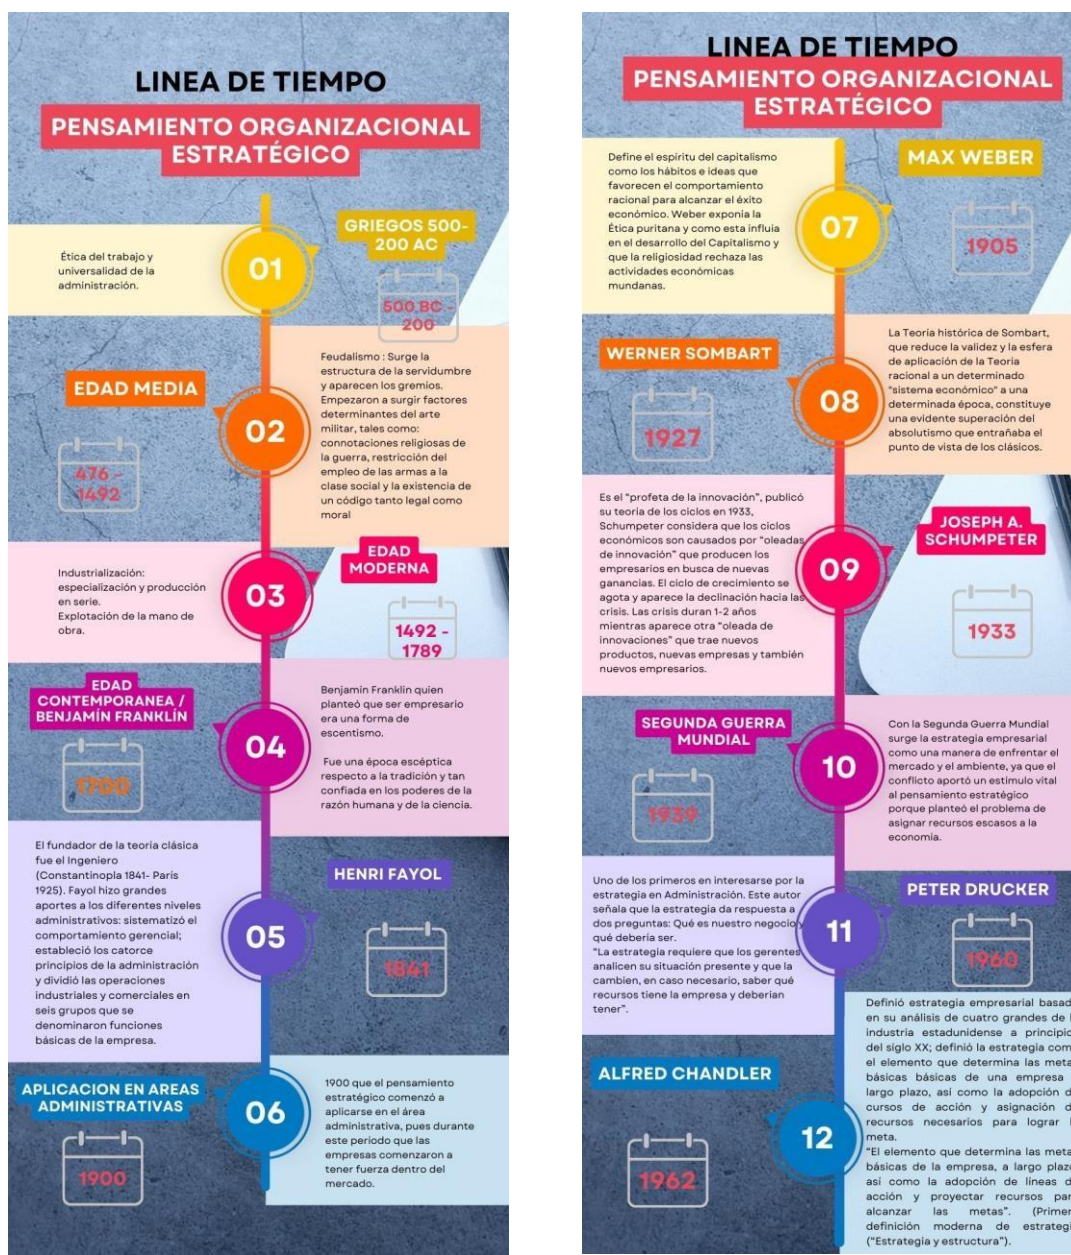 LINEA DE TIEMPO
PENSAMIENTO ORGANIZACIONAL
ESTRATÉGICO
Ética del trabajo y
universalidad de la
administración.
01
GRIEGOS 500-
200 AC
500 BC -
200
EDAD MEDIA
476 -
1492
02
Feudalismo : Surge la
estructura de la servidumbre
y aparecen los gremios.
Empezaron a surgir factores
determinantes del arte
militar, tales como:
connotaciones religiosas de
la guerra, restricción del
empleo de las armas a la
clase social y la existencia de
un código tanto legal como
moral
Industrialización:
especialización y producción
en serie.
Explotación de la mano de
obra.
03
EDAD
MODERNA
1492 -
1789
EDAD
CONTEMPORANEA /
BENJAMÍN FRANKLÍN
1700
04
Benjamín Franklin quien
planteó que ser empresario
era una forma de
escentismo.
Fue una época escéptica
respecto a la tradición y tan
confiada en los poderes de la
razón humana y de la ciencia.
El fundador de la teoría clásica
fue el Ingeniero
(Constantinopla 1841- París
1925). Fayol hizo grandes
aportes a los diferentes niveles
administrativos: sistematizó el
comportamiento gerencial;
estableció los catorce
principios de la administración
y dividió las operaciones
industriales y comerciales en
seis grupos que se
denominaron funciones
básicas de la empresa.
05
HENRI FAYOL
1841
APLICACION EN AREAS
ADMINISTRATIVAS
1900
06
1900 que el pensamiento
estratégico comenzó a
aplicarse en el área
administrativa, pues durante
este periodo que las
empresas comenzaron a
tener fuerza dentro del
mercado.
LINEA DE TIEMPO
PENSAMIENTO ORGANIZACIONAL
ESTRATÉGICO
Define el espíritu del capitalismo
como los hábitos e ideas que
favorecen el comportamiento
racional para alcanzar el éxito
económico. Weber exponía la
Ética puritana y como esta influía
en el desarrollo del Capitalismo y
que la religiosidad rechaza las
actividades económicas
mundanas.
07
MAX WEBER
1905
WERNER SOMBART
1927
08
La Teoría histórica de Sombart,
que reduce la validez y la esfera
de aplicación de la Teoría
racional a un determinado
"sistema económico" a una
determinada época, constituye
una evidente superación del
absolutismo que entrañaba el
punto de vista de los clásicos.
Es el "profeta de la innovación", publicó
su teoría de los ciclos en 1933,
Schumpeter considera que los ciclos
económicos son causados por "oleadas
de innovación" que producen los
empresarios en busca de nuevas
ganancias. El ciclo de crecimiento se
agota y aparece la declinación hacia las
crisis. Las crisis duran 1-2 años
mientras aparece otra "oleada de
innovaciones" que trae nuevos
productos, nuevas empresas y también
nuevos empresarios.
09
JOSEPH A.
SCHUMPETER
1933
SEGUNDA GUERRA
MUNDIAL
1939
10
Con la Segunda Guerra Mundial
surge la estrategia empresarial
como una manera de enfrentar el
mercado y el ambiente, ya que el
conflicto aportó un estimulo vital
al pensamiento estratégico
porque planteó el problema de
asignar recursos escasos a la
economía.
Uno de los primeros en interesarse por la
estrategia en Administración. Este autor
señala que la estrategia da respuesta a
dos preguntas: Qué es nuestro negocio y
qué debería ser.
"La estrategia requiere que los gerentes
analicen su situación presente y que la
cambien, en caso necesario, saber qué
recursos tiene la empresa y deberían
tener".
11
PETER DRUCKER
1960
ALFRED CHANDLER
1962
12
Definió estrategia empresarial basad
en su análisis de cuatro grandes de
industria estadunidense a principio
del siglo XX; definió la estrategia com
el elemento que determina las meta
básicas básicas de una empresa
largo plazo, así como la adopción d
cursos de acción y asignación d
recursos necesarios para lograr l
meta.
"El elemento que determina las meta
básicas de la empresa, a largo plazo
así como la adopción de líneas d
acción y proyectar recursos par
alcanzar las metas". (Primer
definición moderna de estrategi
("Estrategia y estructura").